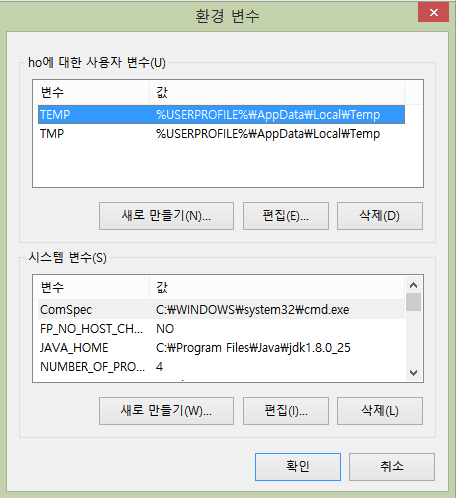 환경 변수
ho에 대한 사용자 변수(U)
변수 값
TEMP %USERPROFILE%₩AppData₩Local₩Temp
TMP %USERPROFILE%₩AppData₩Local₩Temp
새로 만들기(N)... 편집(E)... 삭제(D)
시스템 변수(S)
변수 값
ComSpec C:₩WINDOWS₩system32₩cmd.exe
FP_NO_HOST_CH... NO
JAVA_HOME C:₩Program Files₩Java₩jdk1.8.0_25
NUMBER_OF_PRO... 4
새로 만들기(W)... 편집(I)... 삭제(L)
확인 취소